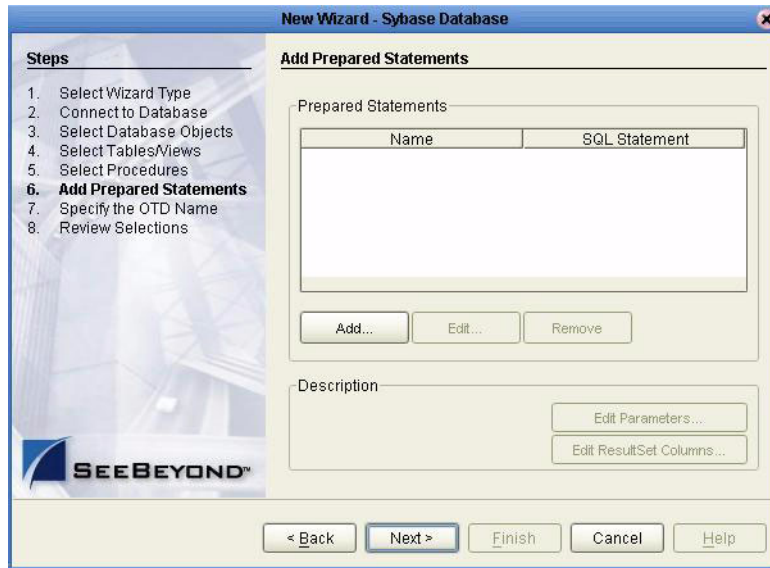 New Wizard - Sybase Database
Steps
1. Select Wizard Type
2. Connect to Database
3. Select Database Objects
4. Select Tables/Views
5. Select Procedures
6. Add Prepared Statements
7. Specify the OTD Name
8. Review Selections
SEEBEYOND™
Add Prepared Statements
Prepared Statements
Name SQL Statement
Add... Edit... Remove
Description
Edit Parameters...
Edit ResultSet Columns...
< Back Next > Finish Cancel Help